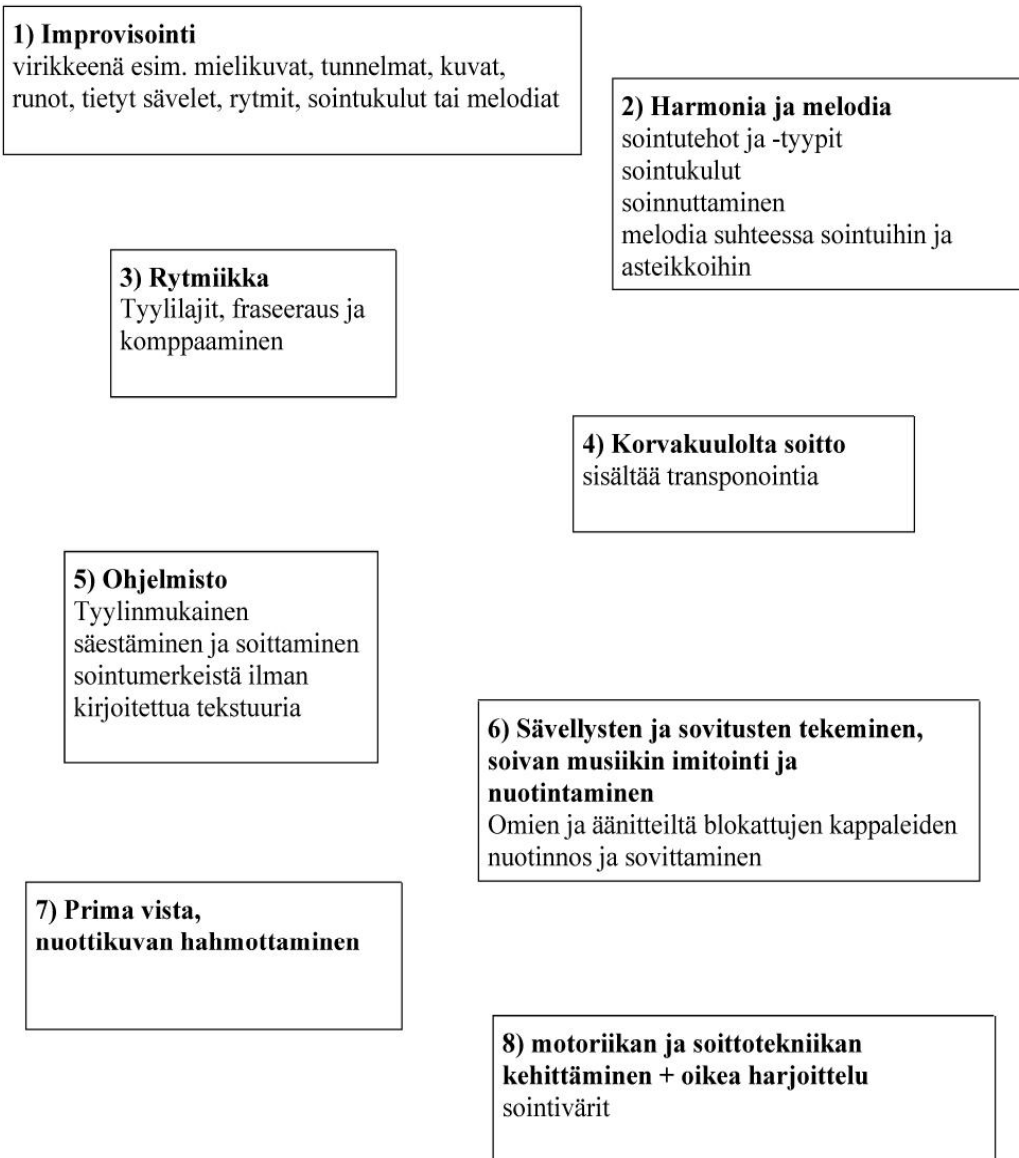 1) Improvisointi
virikkeenä esim. mielikuvat, tunnelmat, kuvat,
runot, tietyt sävelet, rytmit, sointukulut tai melodiat
2) Harmonia ja melodia
sointutehot ja -tyypit
sointukulut
soinnuttaminen
melodia suhteessa sointuihin ja
asteikkoihin
3) Rytmiikka
Tyylilajit, fraseeraus ja
komppaaminen
4) Korvakuulolta soitto
sisältää transponointia
5) Ohjelmisto
Tyylinmukainen
säestäminen ja soittaminen
sointumerkeistä ilman
kirjoitettua tekstuuria
6) Sävellysten ja sovitusten tekeminen,
soivan musiikin imitointi ja
nuotintaminen
Omien ja äänitteiltä blokattujen kappaleiden
nuotinnos ja sovittaminen
7) Prima vista,
nuottikuvan hahmottaminen
8) motoriikan ja soittotekniikan
kehittäminen + oikea harjoittelu
sointivärit